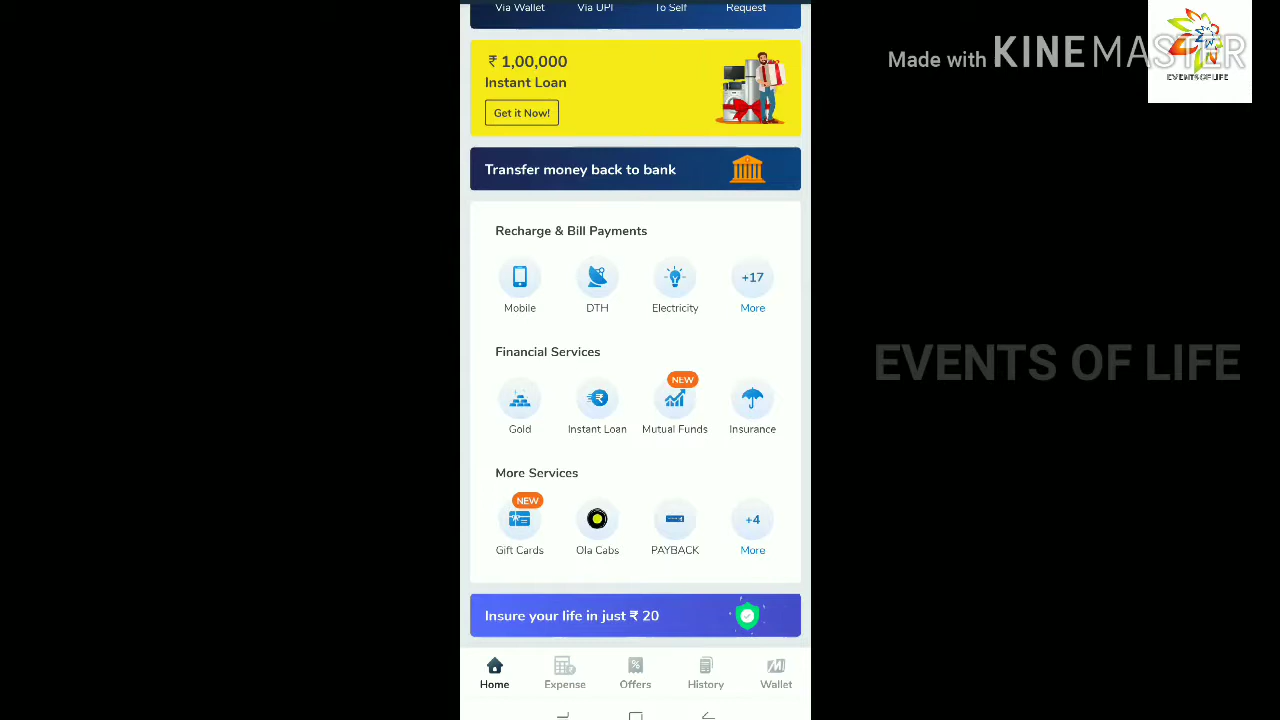 Via Wallet Via UPI To Self Request
₹ 1,00,000
Instant Loan
Get it Now!
Transfer money back to bank
Recharge & Bill Payments
+17
Mobile DTH Electricity More
Financial Services
NEW
Gold Instant Loan Mutual Funds Insurance
More Services
NEW
+4
Gift Cards Ola Cabs PAYBACK More
Insure your life in just ₹ 20
Home Expense Offers History Wallet
Made with KINEMASTER
EVENTS OF LIFE
EVENTS OF LIFE